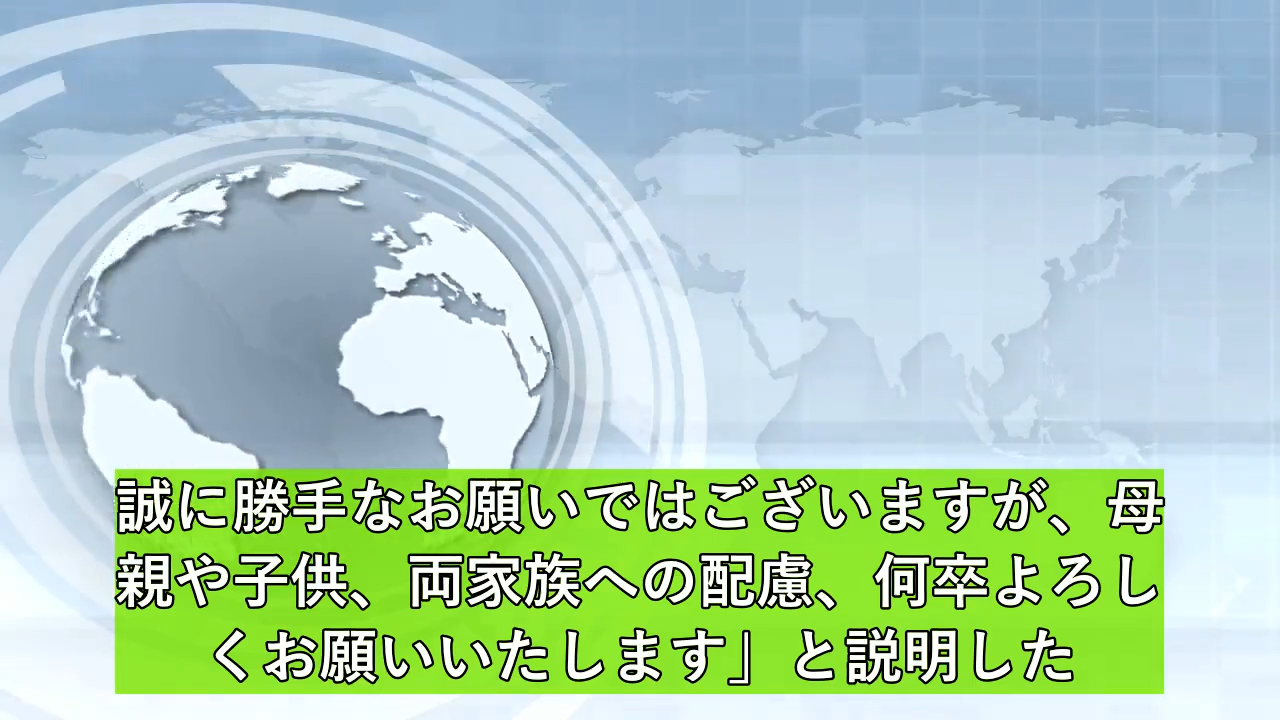 誠に勝手なお願いではございますが、母
親や子供、両家族への配慮、何卒よろし
くお願いいたします」と説明した